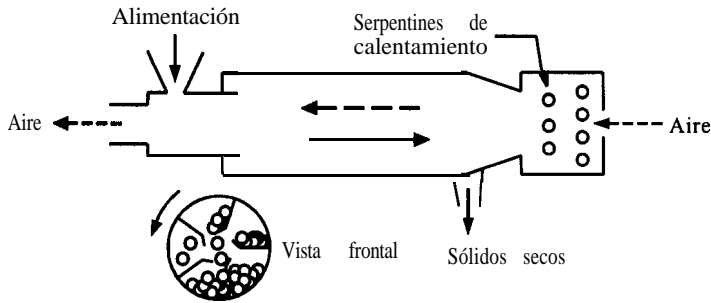 Alimentación
Serpentines de
calentamiento
Aire
Aire
Vista frontal
Sólidos secos